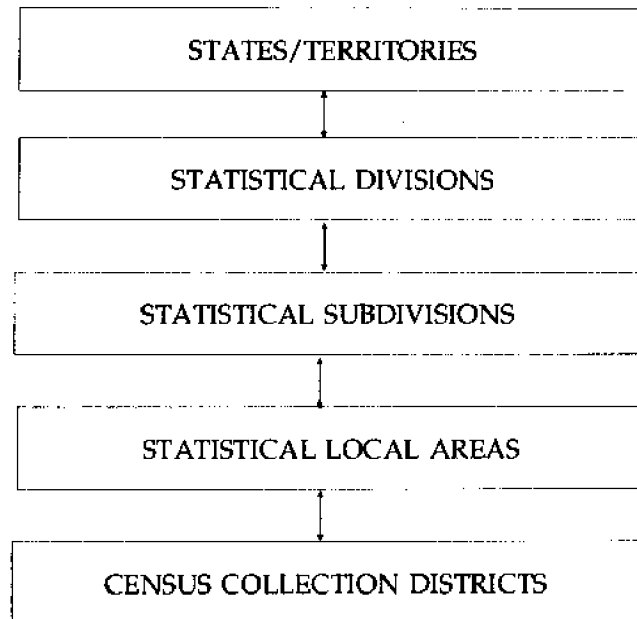 STATES/TERRITORIES
STATISTICAL DIVISIONS
STATISTICAL SUBDIVISIONS
STATISTICAL LOCAL AREAS
CENSUS COLLECTION DISTRICTS